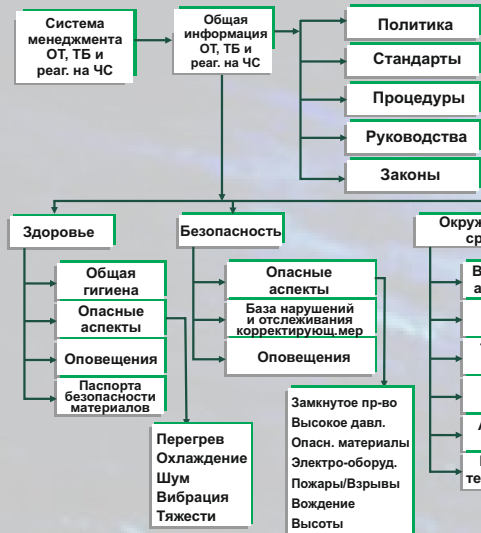 Система
менеджмента
ОТ, ТБ и
реаг. на ЧС
Общая
информация
ОТ, ТБ и
реаг. на ЧС
Политика
Стандарты
Процедуры
Руководства
Законы
Здоровье
Общая
гигиена
Опасные
аспекты
Оповещения
Паспорта
безопасности
материалов
Перегрев
Охлаждение
Шум
Вибрация
Тяжести
Безопасность
Опасные
аспекты
База нарушений
и отслеживания
корректирующ.мер
Оповещения
Замкнутое пр-во
Высокое давл.
Опасн. материалы
Электро-оборуд.
Пожары/Взрывы
Вождение
Высоты